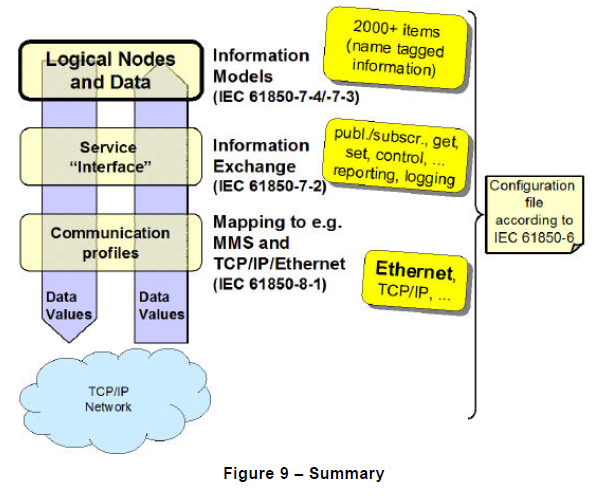 Logical Nodes
and Data
Information
Models
(IEC 61850-7-4/-7-3)
2000+ items
(name tagged
information)
Service
“Interface”
Information
Exchange
(IEC 61850-7-2)
publ./subscr., get,
set, control, ...
reporting, logging
Configuration
file
according to
IEC 61850-6
Communication
profiles
Mapping to e.g.
MMS and
TCP/IP/Ethernet
(IEC 61850-8-1)
Ethernet,
TCP/IP, ...
Data
Values
Data
Values
TCP/IP
Network
Figure 9 – Summary